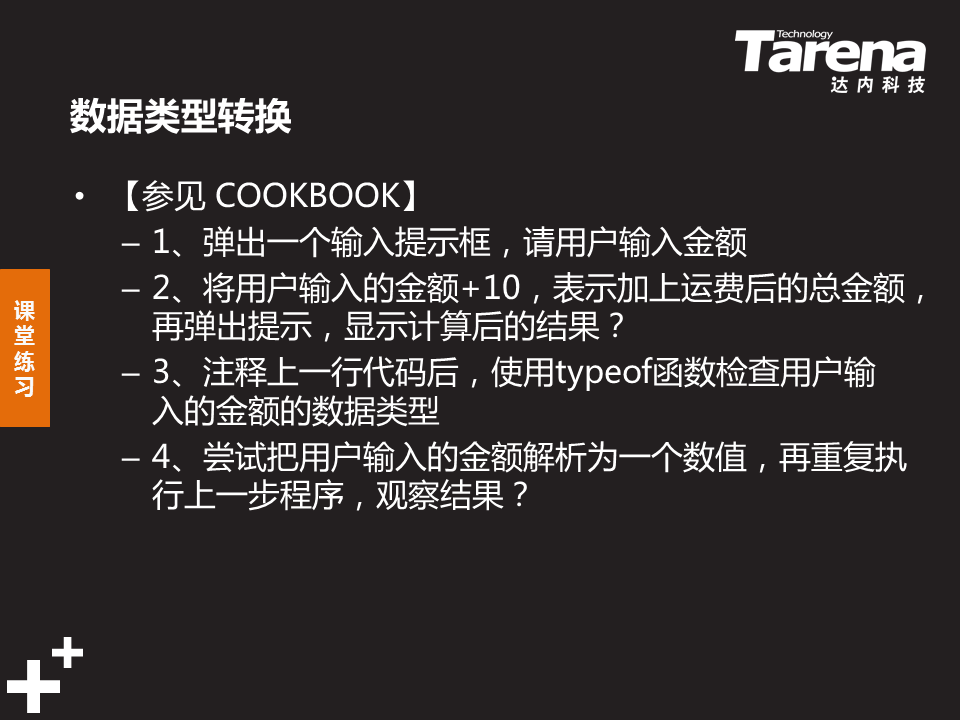 Technology
Tarena
达内科技
数据类型转换
• 【参见 COOKBOOK】
– 1、弹出一个输入提示框，请用户输入金额
– 2、将用户输入的金额+10，表示加上运费后的总金额，
再弹出提示，显示计算后的结果？
– 3、注释上一行代码后，使用typeof函数检查用户输
入的金额的数据类型
– 4、尝试把用户输入的金额解析为一个数值，再重复执
行上一步程序，观察结果？
课
堂
练
习